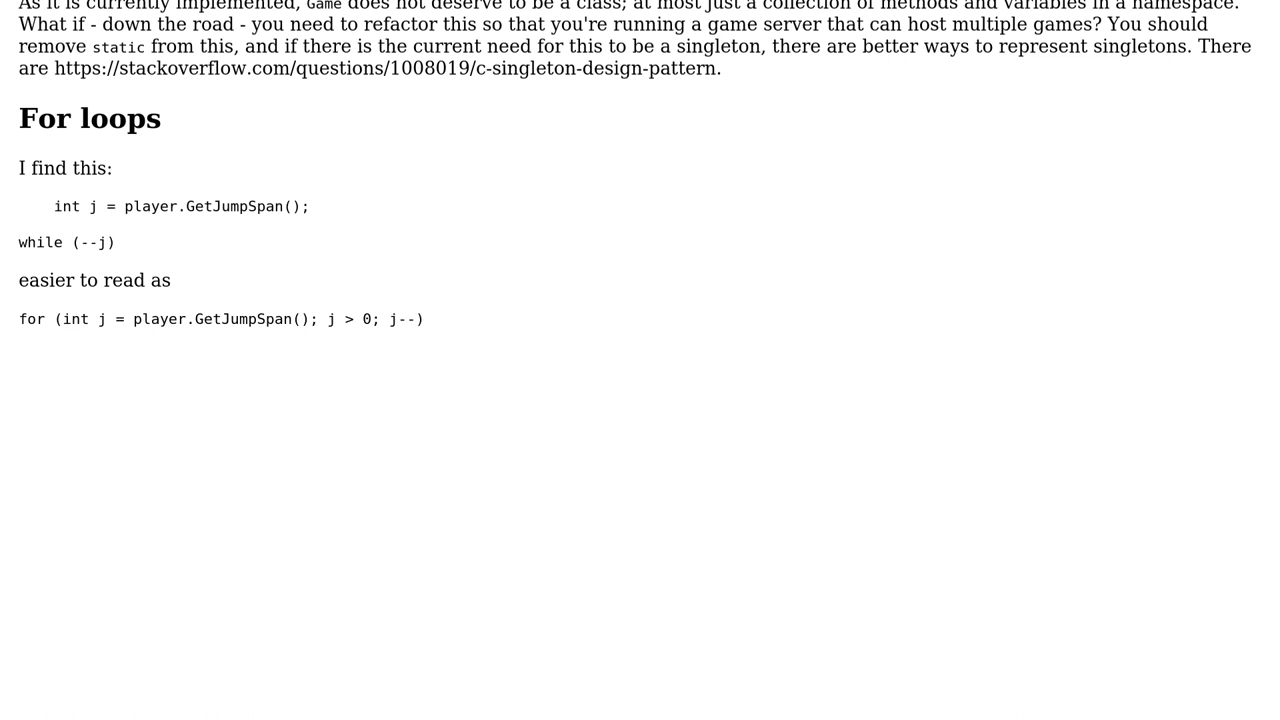 As it is currently implemented, Game does not deserve to be a class; at most just a collection of methods and variables in a namespace.
What if - down the road - you need to refactor this so that you're running a game server that can host multiple games? You should
remove static from this, and if there is the current need for this to be a singleton, there are better ways to represent singletons. There
are https://stackoverflow.com/questions/1008019/c-singleton-design-pattern.
For loops
I find this:
int j = player.GetJumpSpan();
while (--j)
easier to read as
for (int j = player.GetJumpSpan(); j > 0; j--)